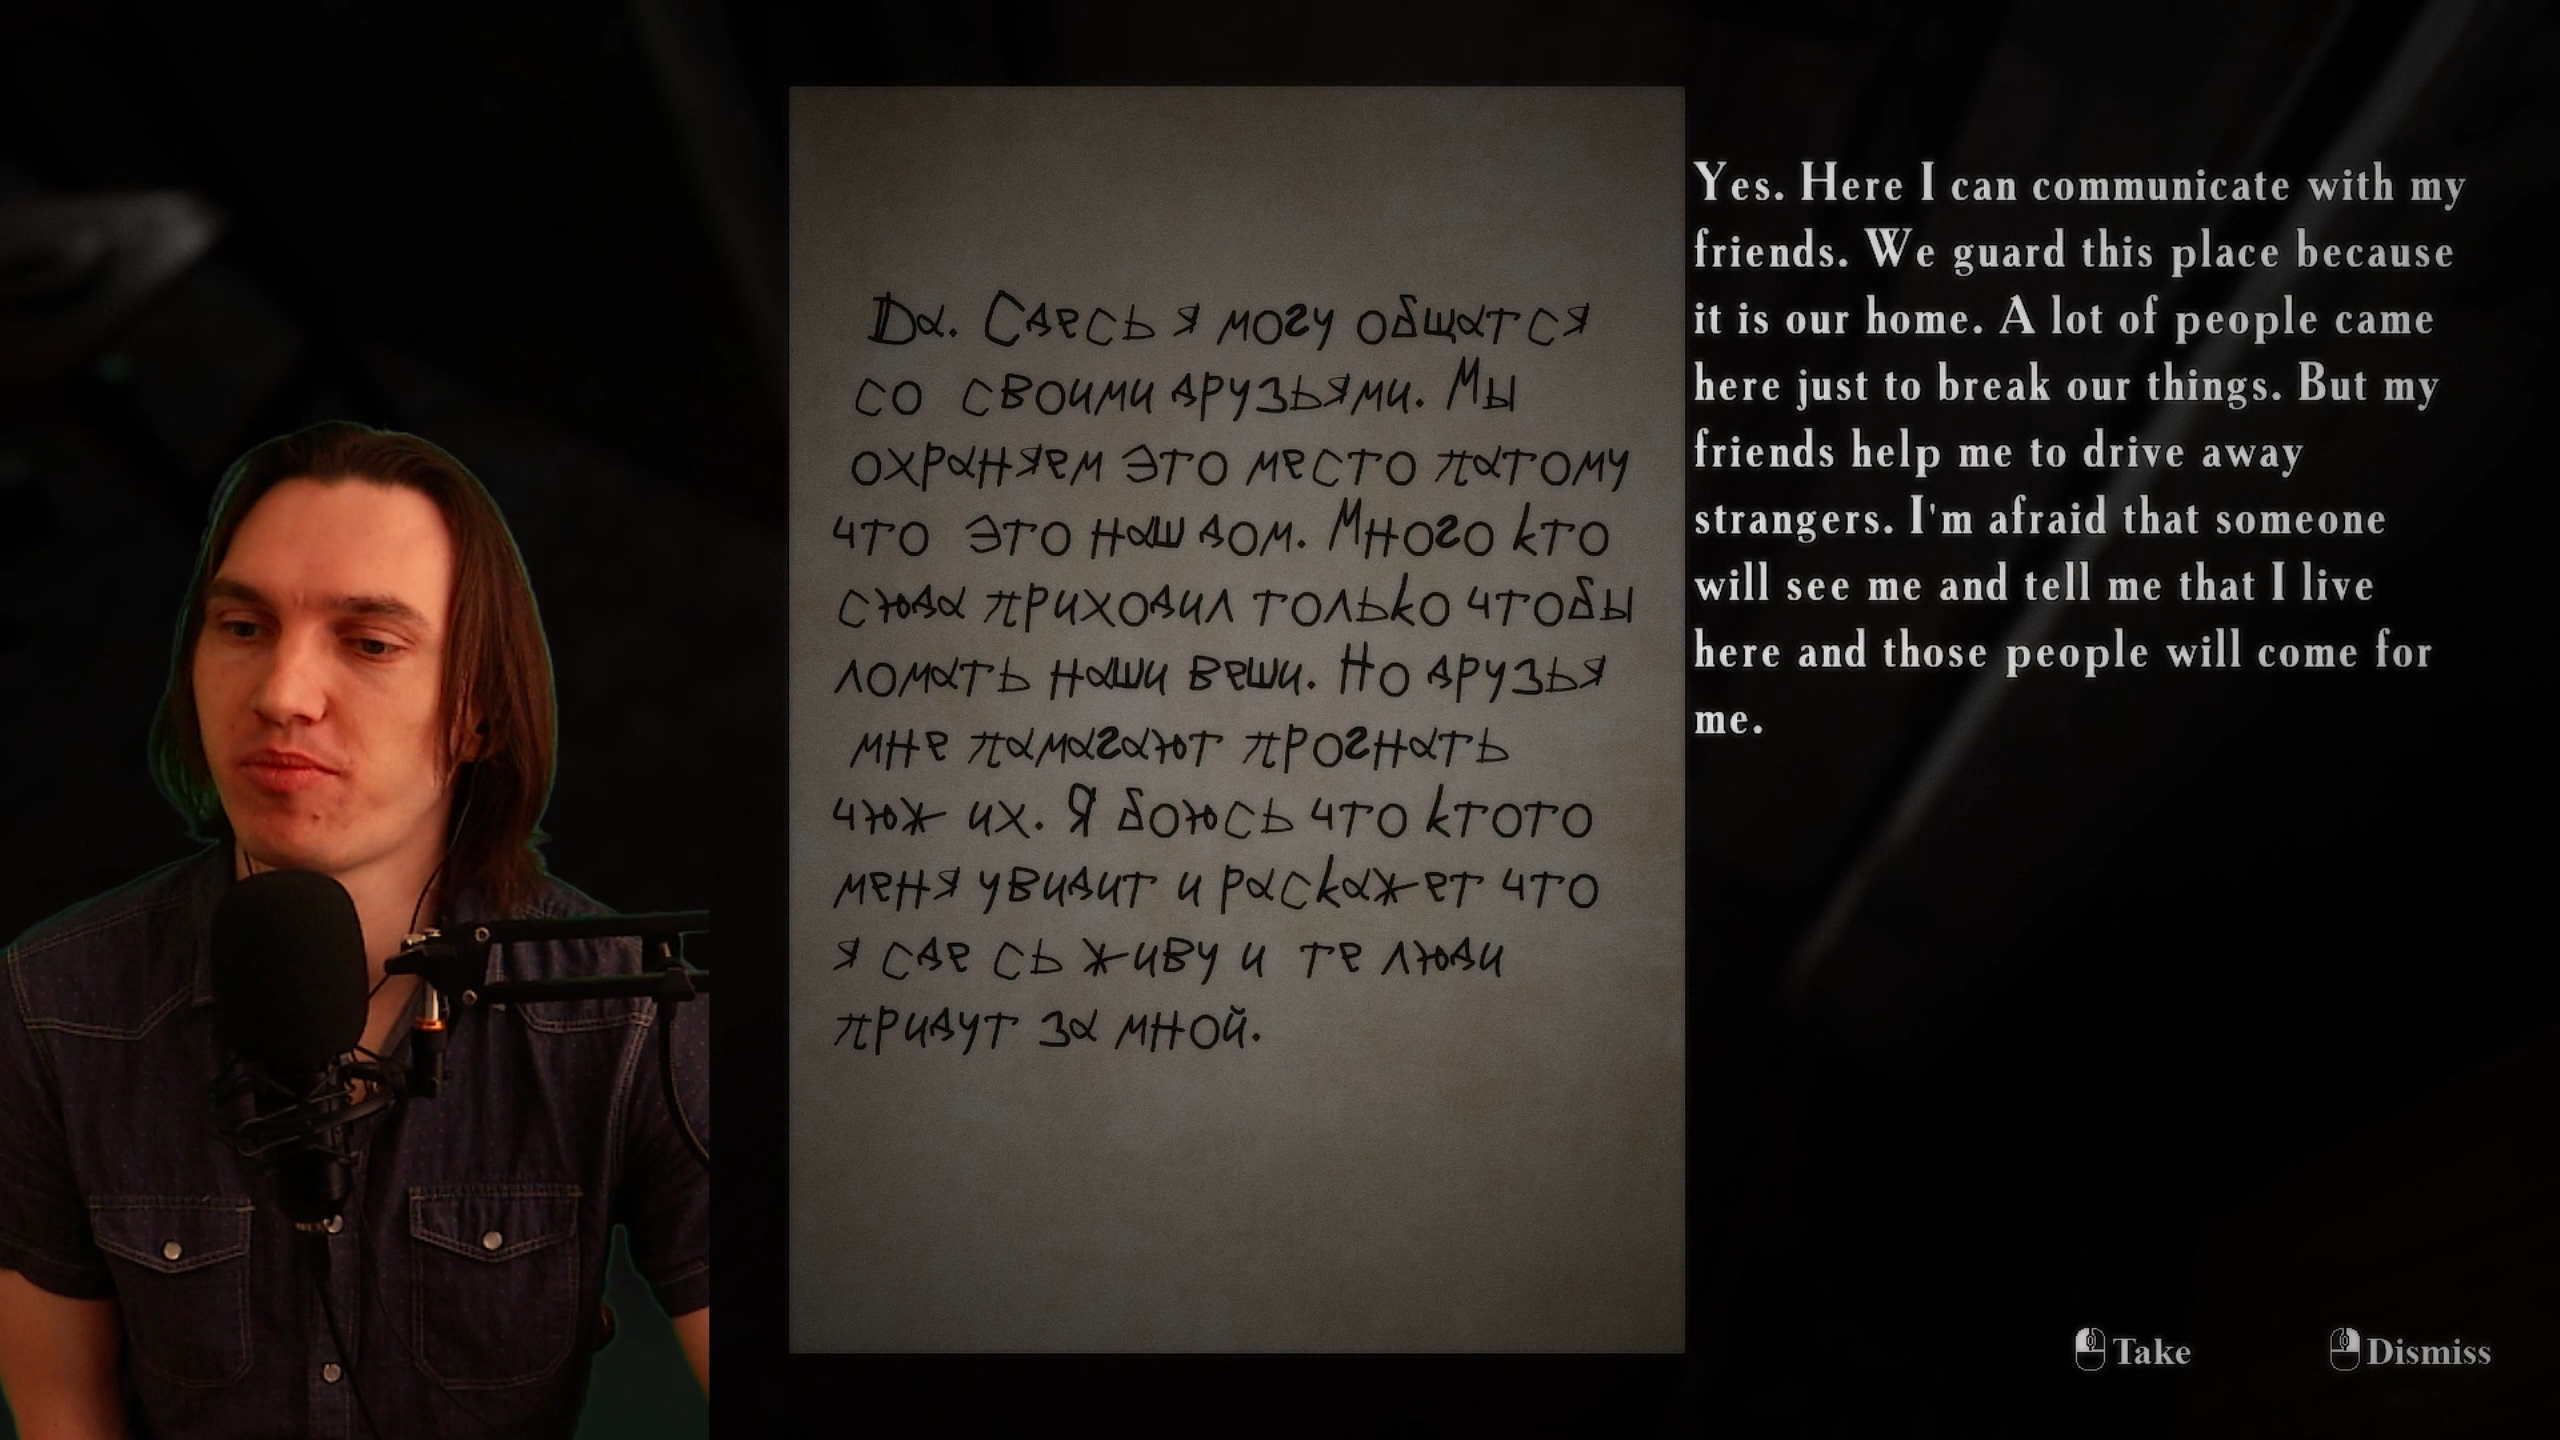 Да. Сдесь я могу общатся
со своими друзьями. Мы
охраняем это место патому
что это наш дом. Много кто
сюда приходил только чтобы
ломать наши веши. Но друзья
мне памагают прогнать
чюж их. Я боюсь что ктото
меня увидит и раскажет что
я сде сь живу и те люди
придут за мной.
Yes. Here I can communicate with my
friends. We guard this place because
it is our home. A lot of people came
here just to break our things. But my
friends help me to drive away
strangers. I'm afraid that someone
will see me and tell me that I live
here and those people will come for
me.
Take Dismiss